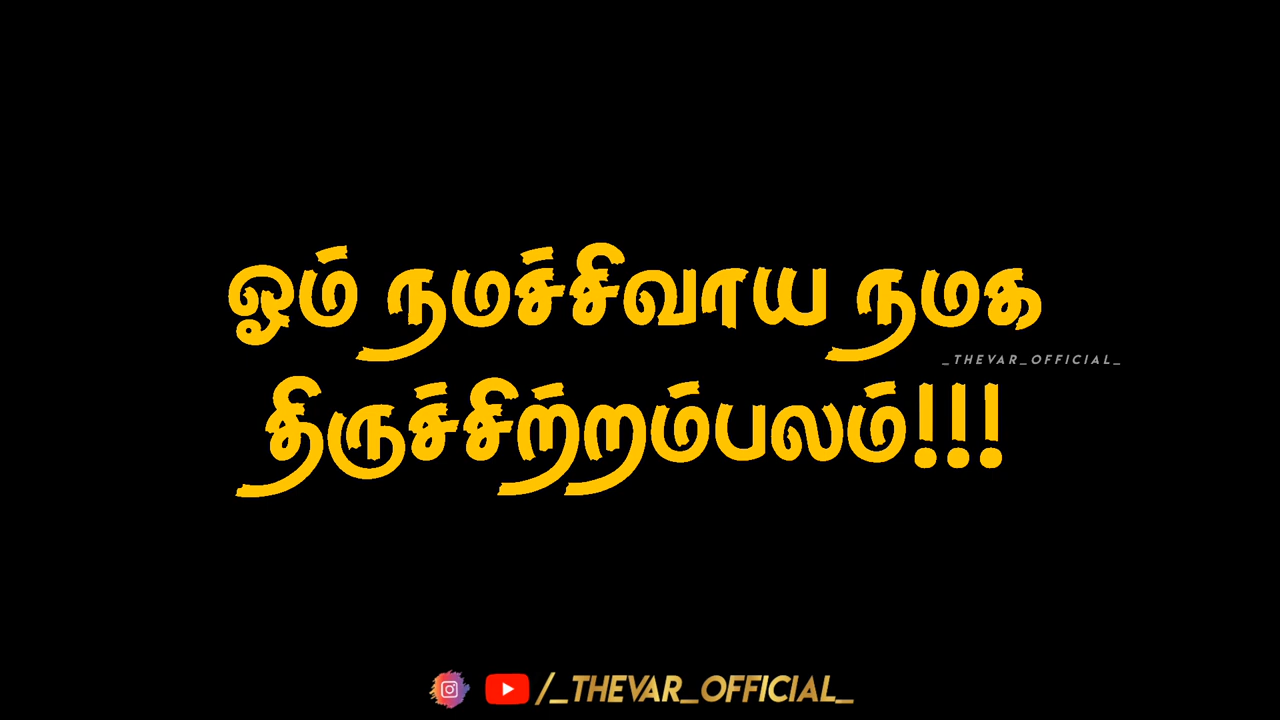 ஓம் நமச்சிவாய நமக
_THEVAR_OFFICIAL_
திருச்சிற்றம்பலம்!!!
/_THEVAR_OFFICIAL_